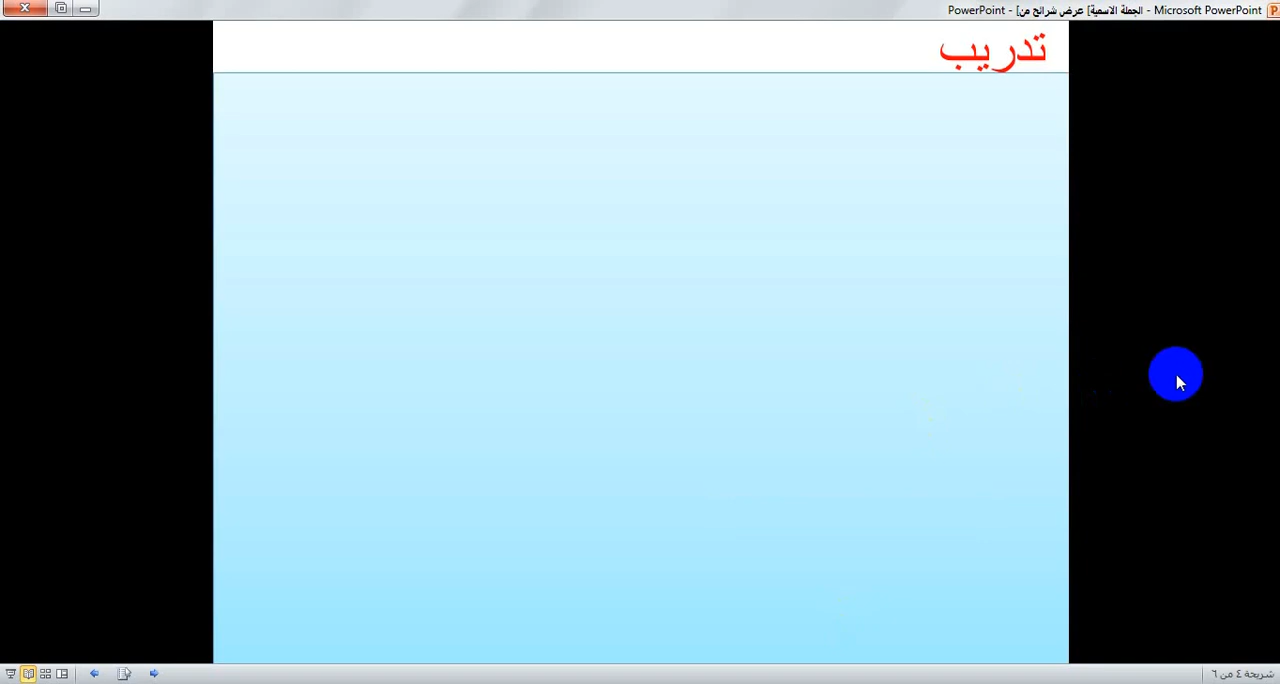 PowerPoint - [عرض شرائح من] الجملة الاسمية - Microsoft PowerPoint
تدريب
شريحة ٤ من ٦